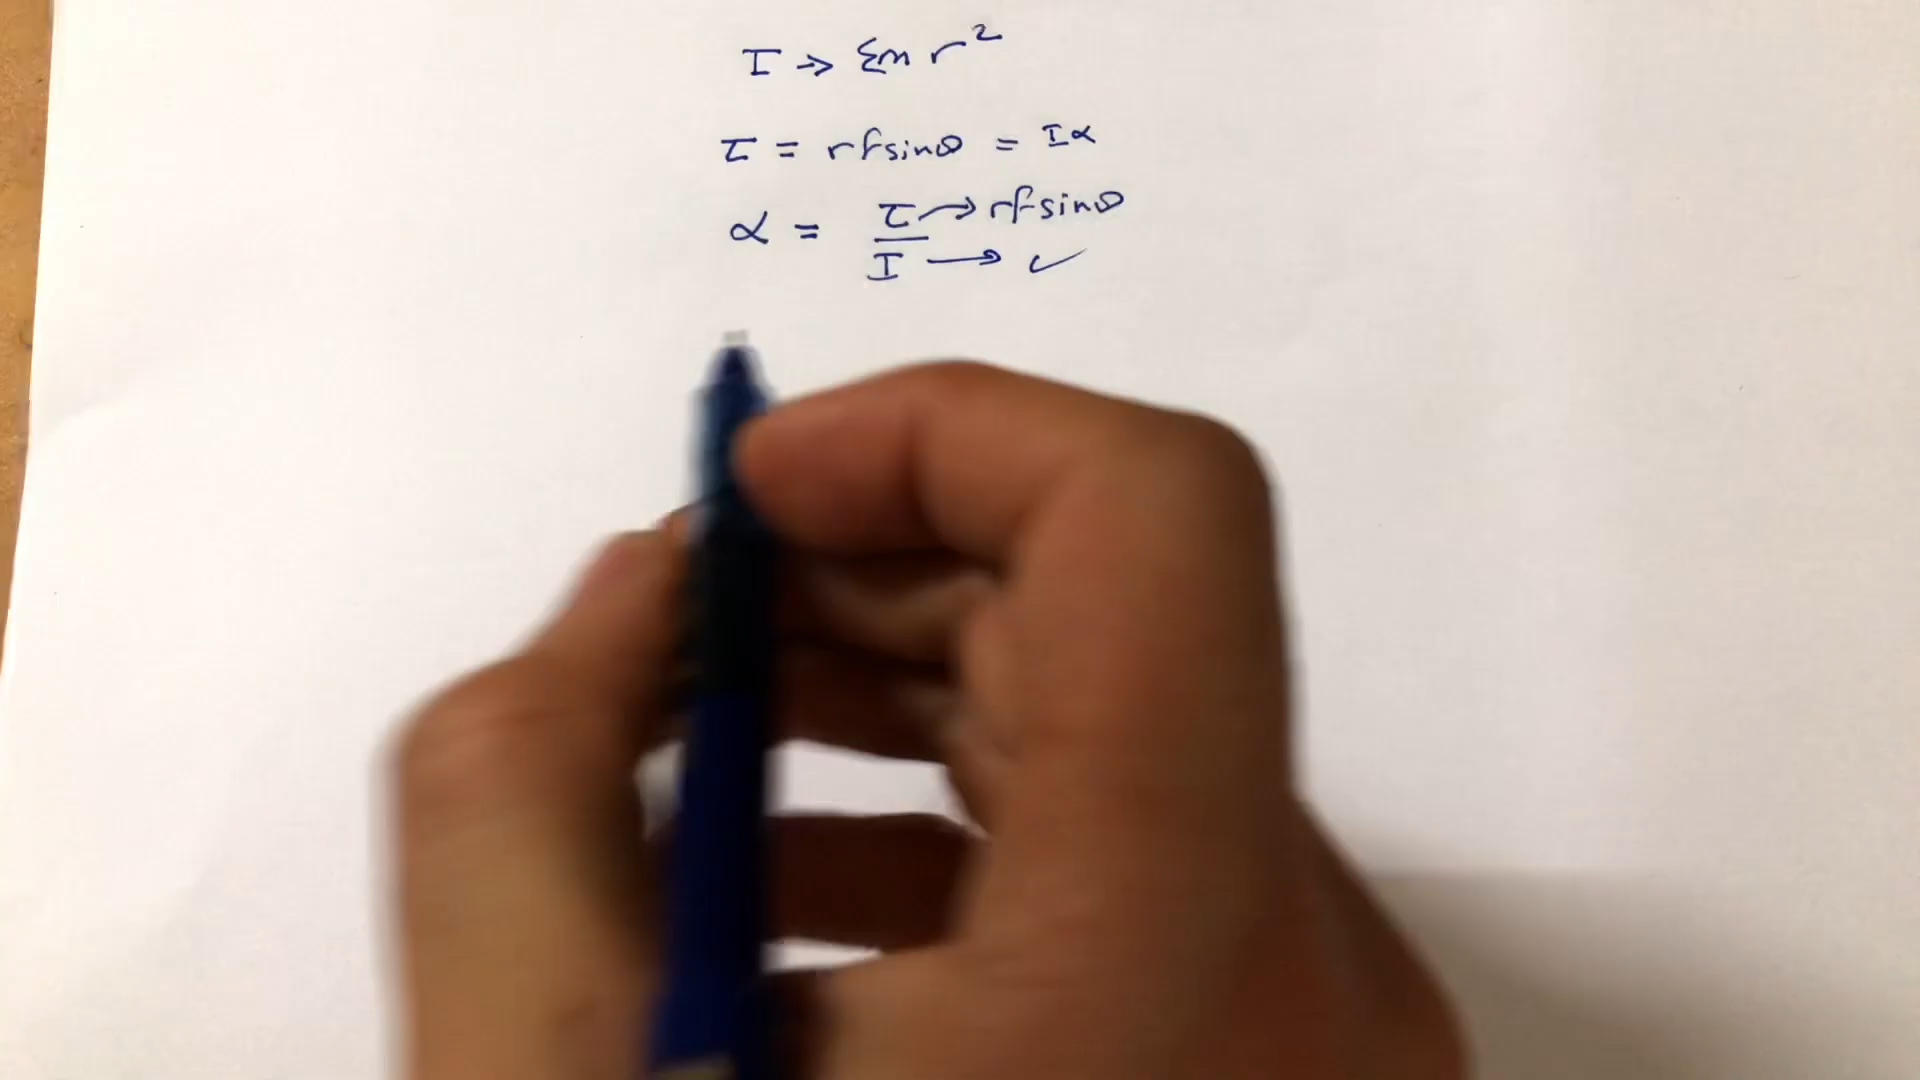 I → Σm r²
τ = rFsinθ = Iα
α = τ → rFsinθ
I → ✓